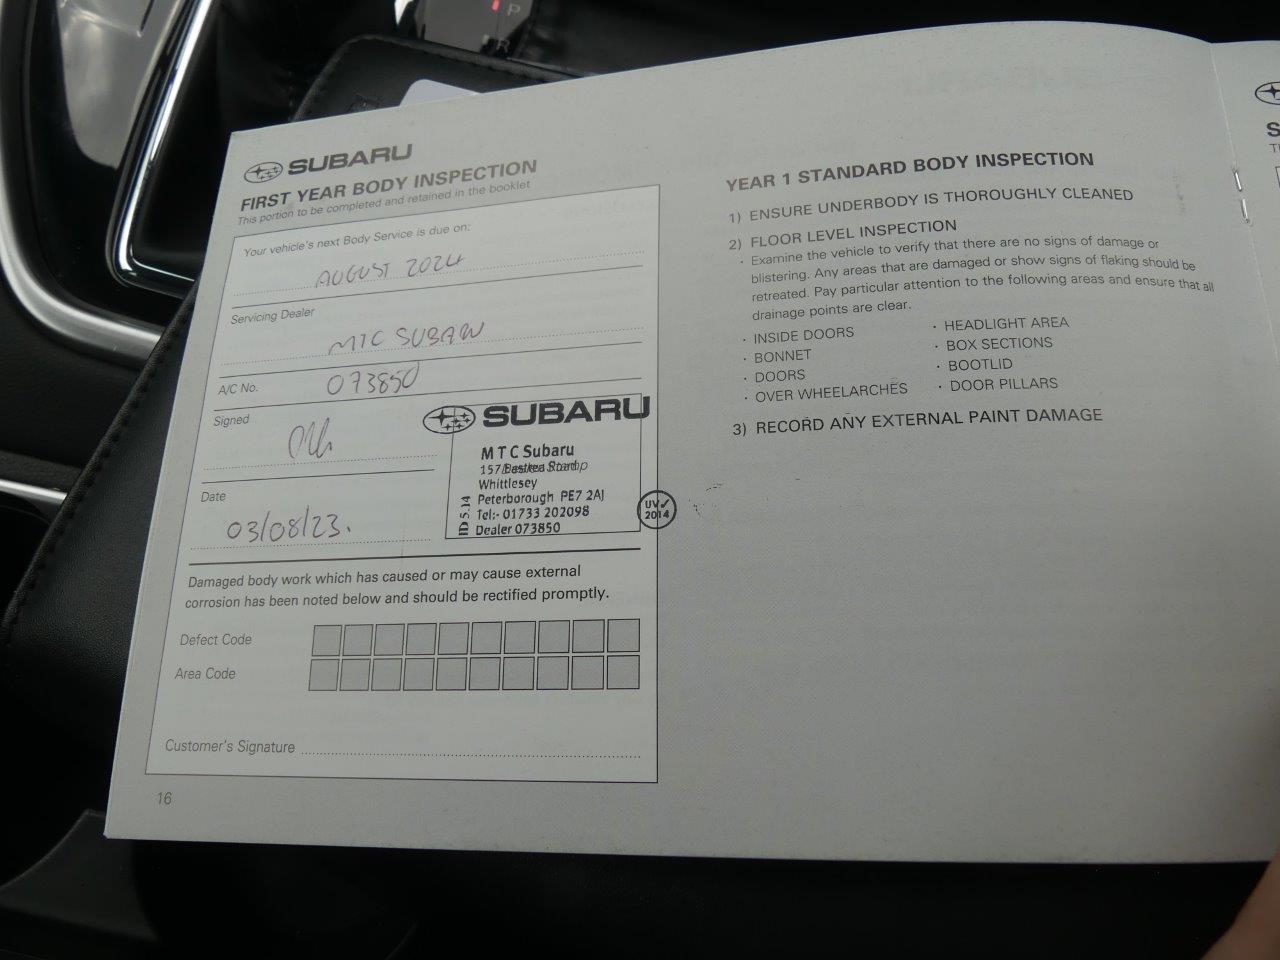 P
R
SUBARU
FIRST YEAR BODY INSPECTION
This portion to be completed and retained in the booklet
Your vehicle's next Body Service is due on:
AUGUST 2024
Servicing Dealer
MTC SUBARU
A/C No.
073850
Signed
Date
03/08/23.
SUBARU
M T C Subaru
157 Eastrea Road
Dealer Stamp
Whittlesey
Peterborough PE7 2AJ
Tel:- 01733 202098
Dealer 073850
ID 5.14
UV✓
2014
Damaged body work which has caused or may cause external
corrosion has been noted below and should be rectified promptly.
Defect Code
Area Code
Customer's Signature
16
YEAR 1 STANDARD BODY INSPECTION
1) ENSURE UNDERBODY IS THOROUGHLY CLEANED
2) FLOOR LEVEL INSPECTION
· Examine the vehicle to verify that there are no signs of damage or
blistering. Any areas that are damaged or show signs of flaking should be
retreated. Pay particular attention to the following areas and ensure that all
drainage points are clear.
· INSIDE DOORS
· BONNET
· DOORS
· OVER WHEELARCHES
· HEADLIGHT AREA
· BOX SECTIONS
· BOOTLID
· DOOR PILLARS
3) RECORD ANY EXTERNAL PAINT DAMAGE